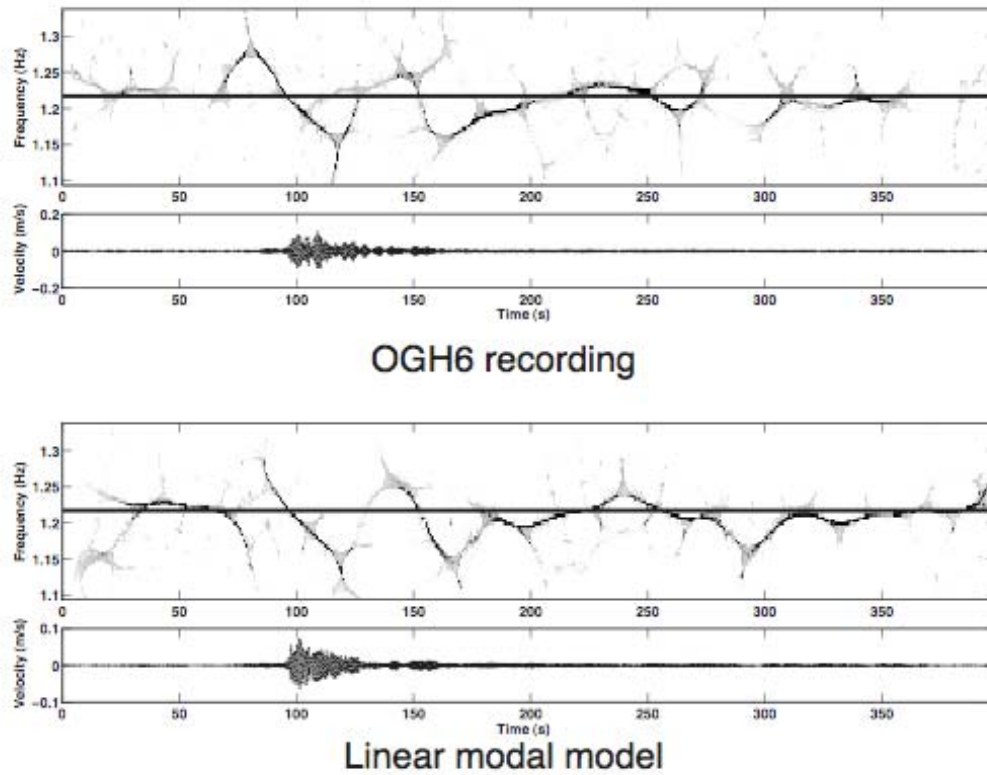 Frequency (Hz)
1.3
1.25
1.2
1.15
1.1
0 50 100 150 200 250 300 350
Velocity (m/s)
0.2
0
−0.2
0 50 100 150 200 250 300 350
Time (s)
OGH6 recording
Frequency (Hz)
1.3
1.25
1.2
1.15
1.1
0 50 100 150 200 250 300 350
Velocity (m/s)
0.1
0
−0.1
0 50 100 150 200 250 300 350
Time (s)
Linear modal model